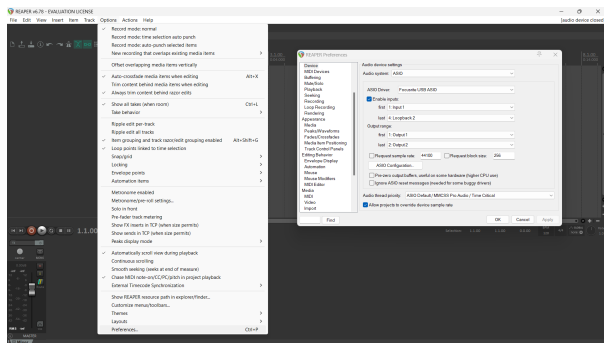 REAPER v6.78 - EVALUATION LICENSE
File Edit View Insert Item Track Options Actions Help
[audio device closed
Record mode: normal
Record mode: time selection auto punch
Record mode: auto-punch selected items
New recording that overlaps existing media items
Offset overlapping media items vertically
Auto-crossfade media items when editing Alt+X
Trim content behind media items when editing
Always trim content behind razor edits
Show all takes (when room) Ctrl+L
Take behavior
Ripple edit per-track
Ripple edit all tracks
Item grouping and track razor/edit grouping enabled Alt+Shift+G
Loop points linked to time selection
Snap/grid
Locking
Envelope points
Automation items
Metronome enabled
Metronome/pre-roll settings...
Solo in front
Pre-fader track metering
Show FX inserts in TCP (when size permits)
Show sends in TCP (when size permits)
Peaks display mode
Automatically scroll view during playback
Continuous scrolling
Smooth seeking (seeks at end of measure)
Chase MIDI note-on/CC/PC/pitch in project playback
External Timecode Synchronization
Show REAPER resource path in explorer/finder...
Customize menus/toolbars...
Themes
Layouts
Preferences... Ctrl+P
REAPER Preferences
Device
MIDI Devices
Buffering
Mute/Solo
Playback
Seeking
Recording
Loop Recording
Rendering
Appearance
Media
Peaks/Waveforms
Fades/Crossfades
Media Item Positioning
Track Control Panels
Editing Behavior
Envelope Display
Automation
Mouse
Mouse Modifiers
MIDI Editor
Media
MIDI
Video
Import
Find
Audio device settings
Audio system: ASIO
ASIO Driver: Focusrite USB ASIO
Enable inputs:
first 1: Input 1
last 4: Loopback 2
Output range:
first 1: Output1
last 2: Output2
Request sample rate: 44100 Request block size: 256
ASIO Configuration...
Pre-zero output buffers, useful on some hardware (higher CPU use)
Ignore ASIO reset messages (needed for some buggy drivers)
Audio thread priority: ASIO Default / MMCSS Pro Audio / Time Critical
Allow projects to override device sample rate
OK Cancel Apply
1.1.00
MASTER